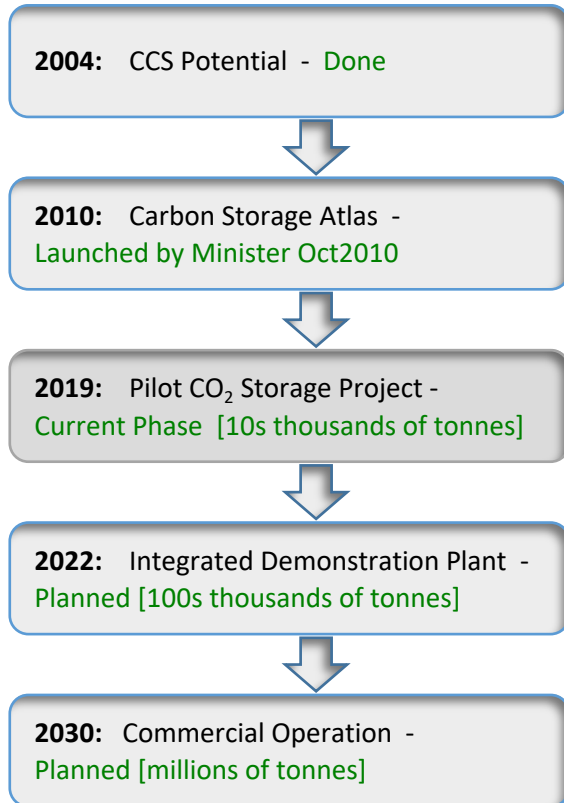 2004: CCS Potential - Done
2010: Carbon Storage Atlas -
Launched by Minister Oct2010
2019: Pilot CO₂ Storage Project -
Current Phase [10s thousands of tonnes]
2022: Integrated Demonstration Plant -
Planned [100s thousands of tonnes]
2030: Commercial Operation -
Planned [millions of tonnes]